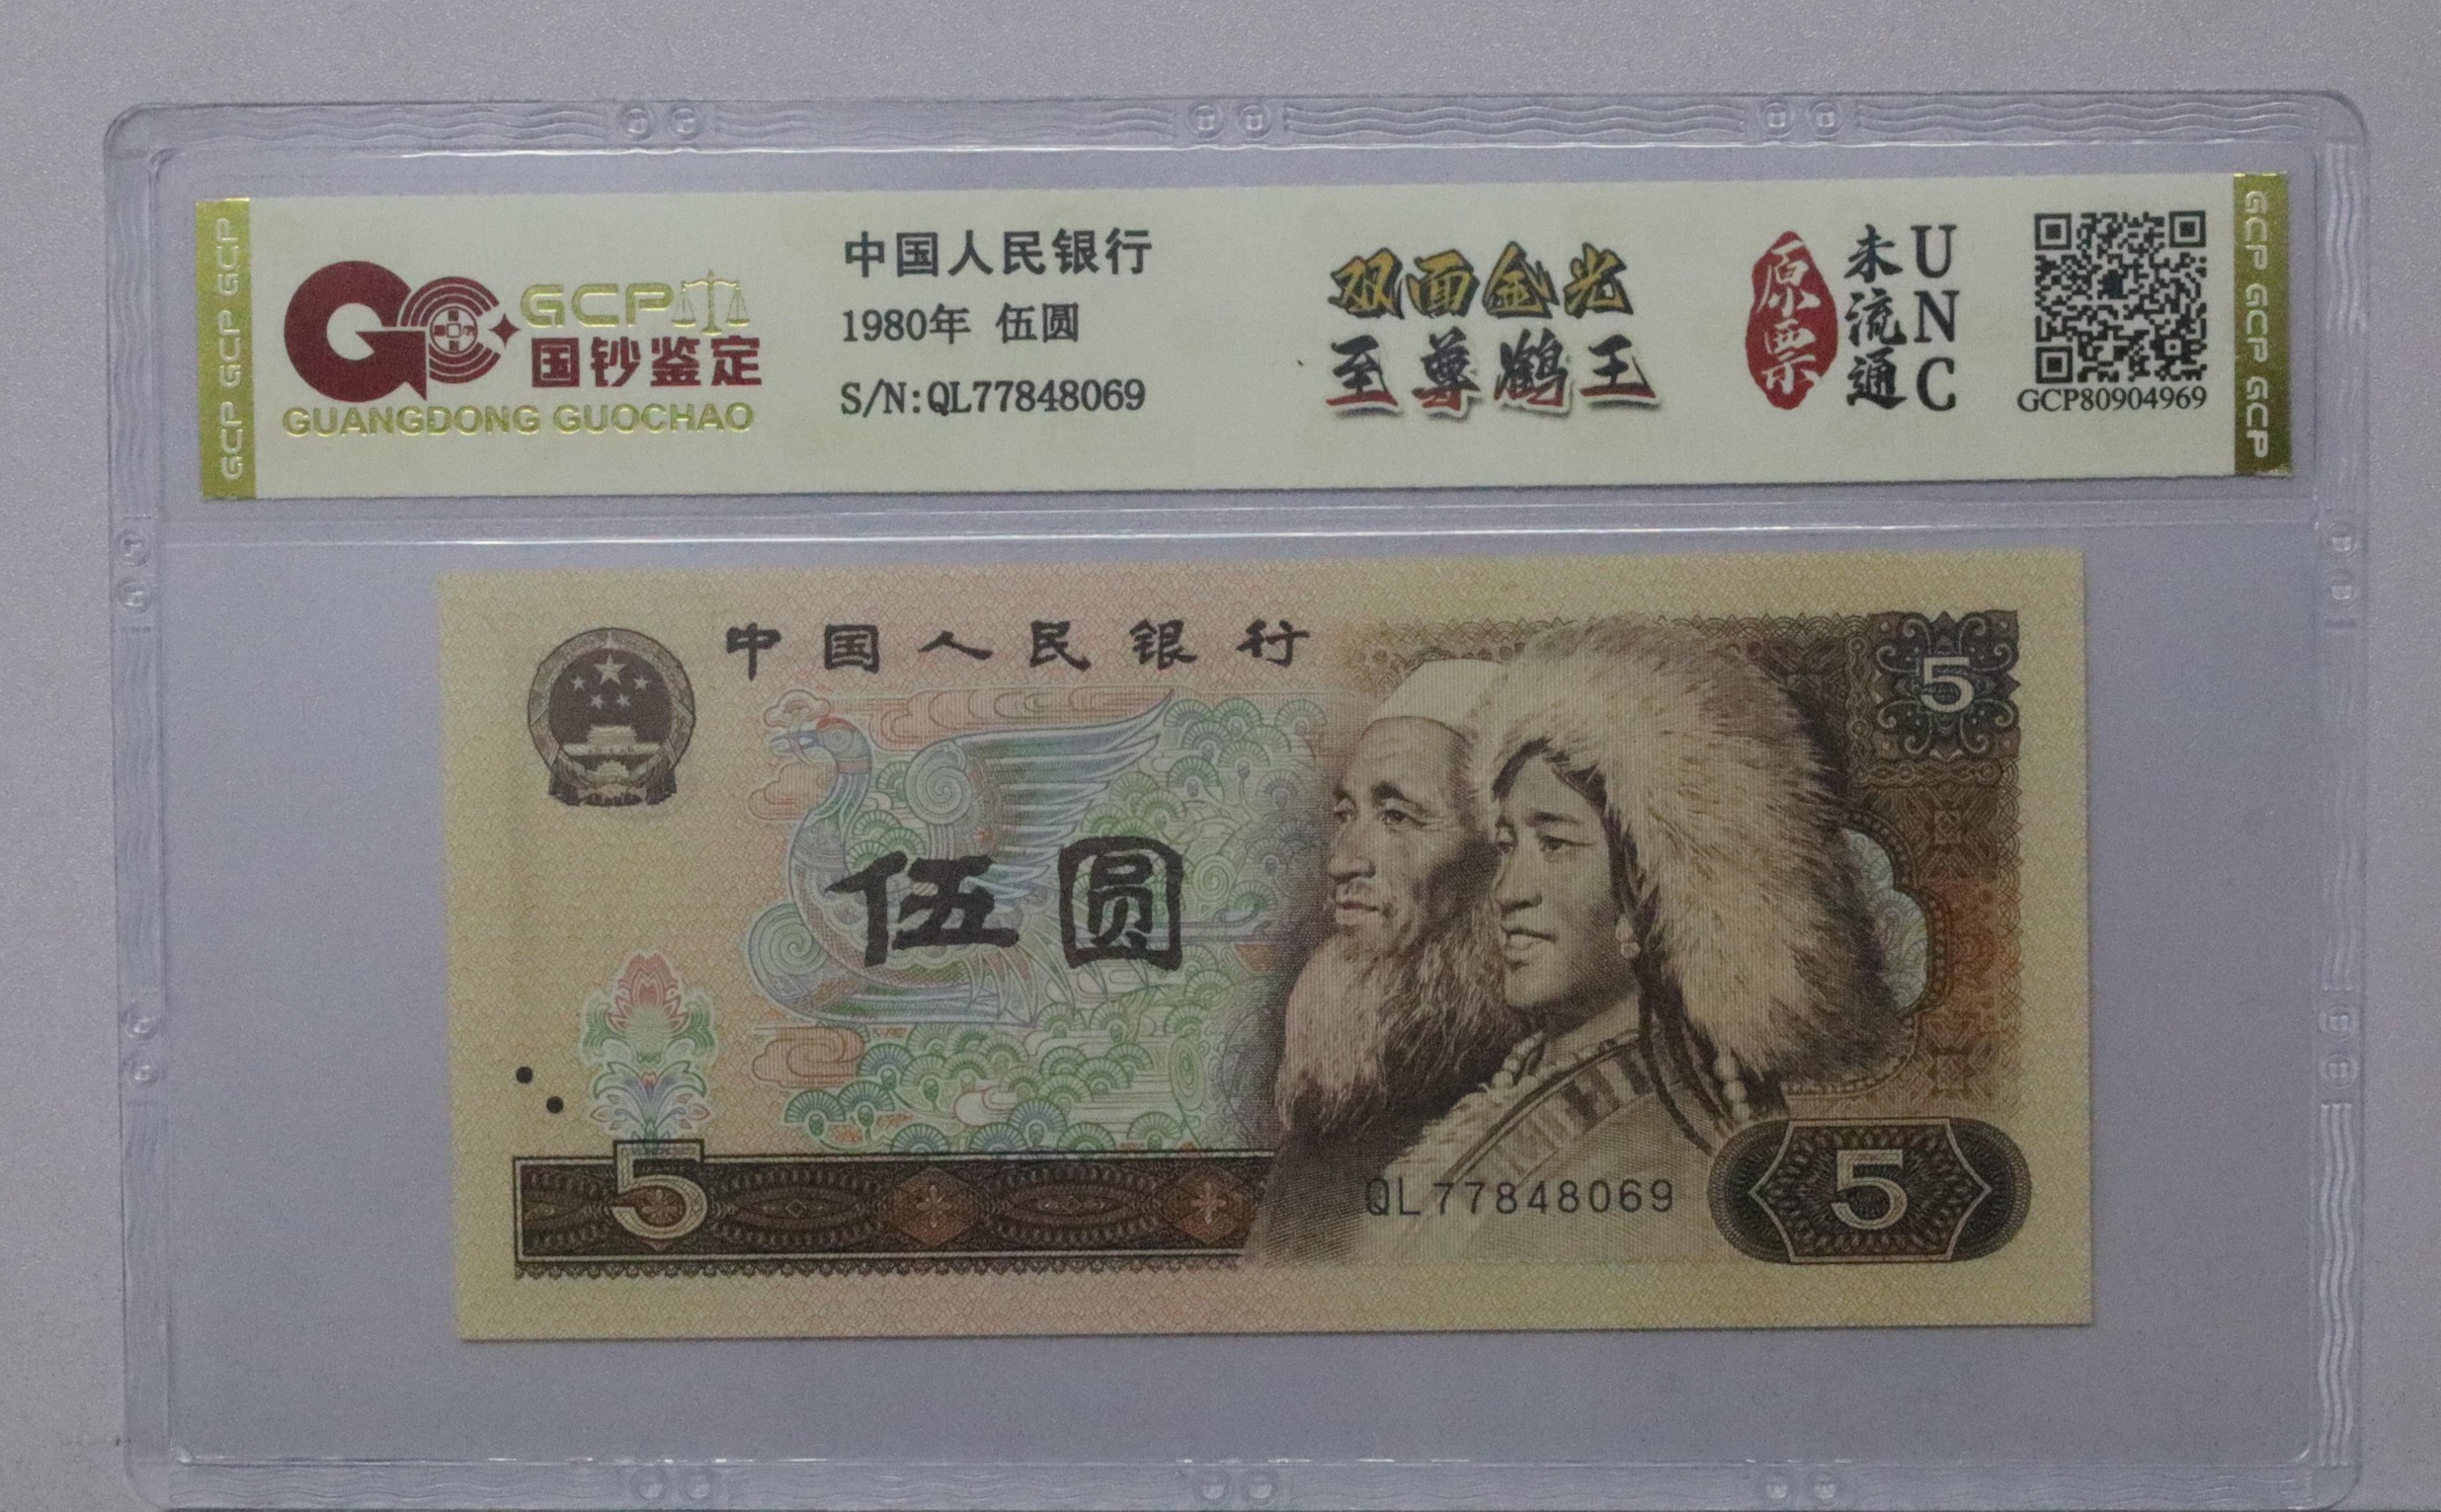 GCP GCP GCP
GCP
国钞鉴定
GUANGDONG GUOCHAO
中国人民银行
1980年 伍圆
S/N:QL77848069
双面金光
至尊鹤王
原票
未流通
UNC
GCP80904969
GCP GCP GCP
中国人民银行
5
伍圆
5
QL77848069
5